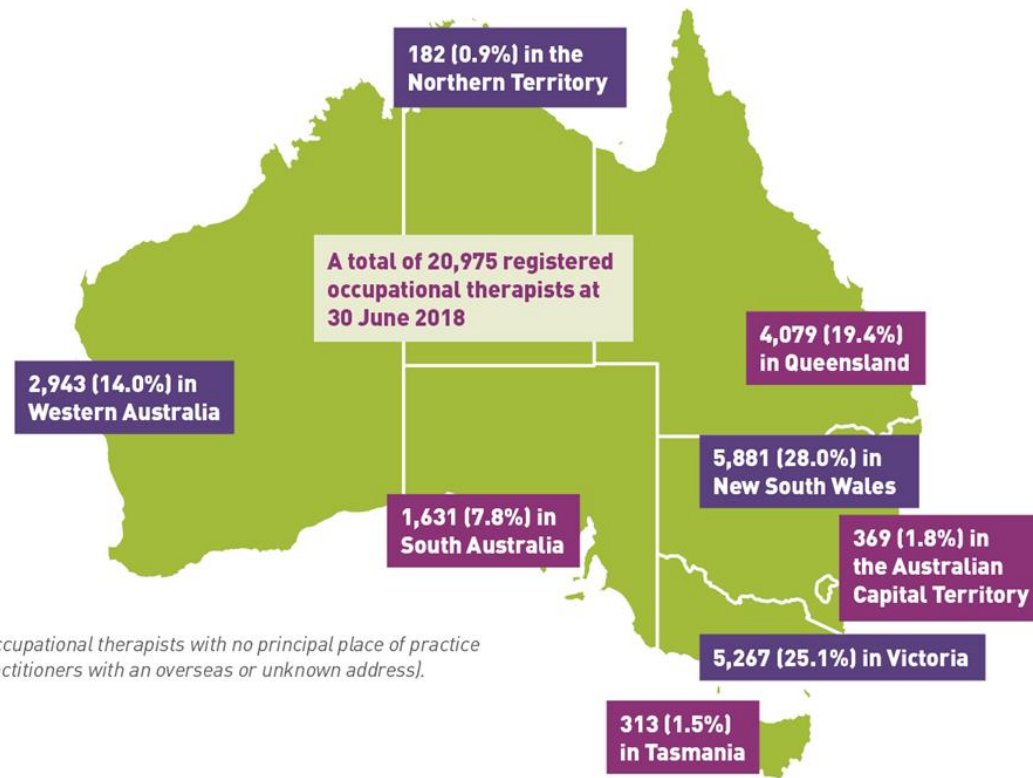 182 (0.9%) in the
Northern Territory
A total of 20,975 registered
occupational therapists at
30 June 2018
4,079 (19.4%)
in Queensland
2,943 (14.0%) in
Western Australia
5,881 (28.0%) in
New South Wales
1,631 (7.8%) in
South Australia
369 (1.8%) in
the Australian
Capital Territory
occupational therapists with no principal place of practice
practitioners with an overseas or unknown address).
5,267 (25.1%) in Victoria
313 (1.5%)
in Tasmania